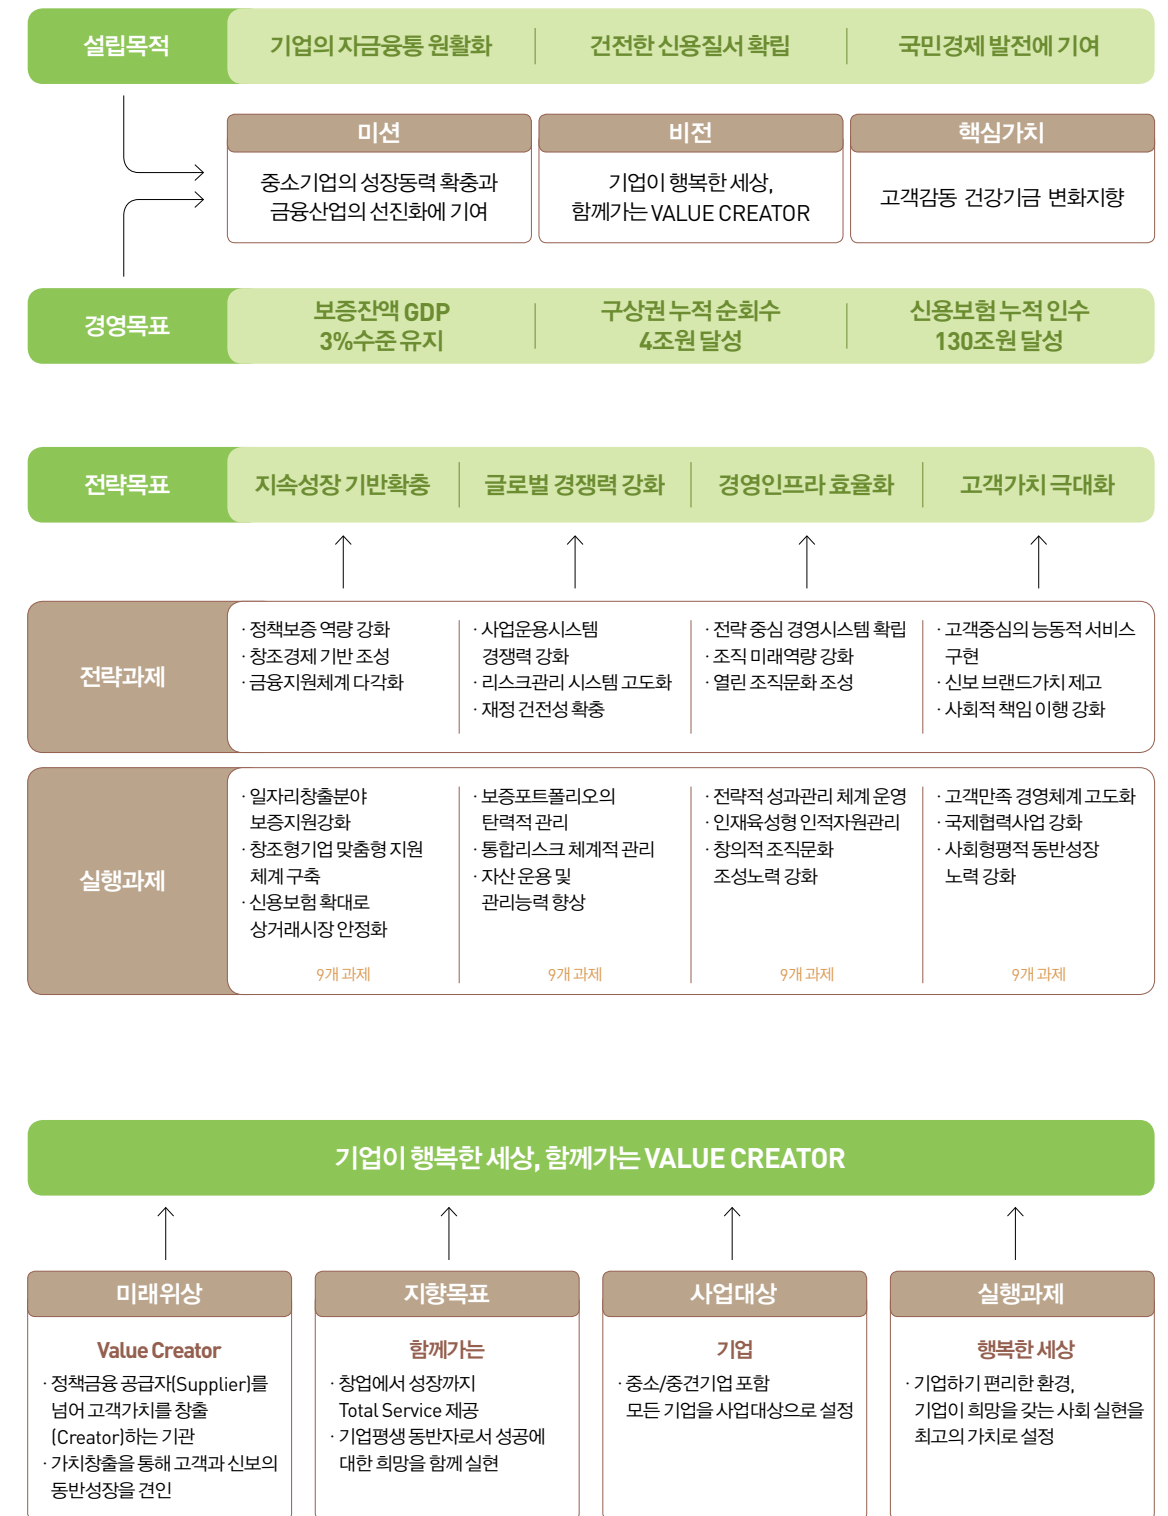 설립목적
기업의 자금융통 원활화
건전한 신용질서 확립
국민경제 발전에 기여
미션
중소기업의 성장동력 확충과
금융산업의 선진화에 기여
비전
기업이 행복한 세상,
함께가는 VALUE CREATOR
핵심가치
고객감동 건강기금 변화지향
경영목표
보증잔액 GDP
3%수준 유지
구상권 누적 순회수
4조원 달성
신용보험 누적 인수
130조원 달성
전략목표
지속성장 기반확충
글로벌 경쟁력 강화
경영인프라 효율화
고객가치 극대화
전략과제
· 정책보증 역량 강화
· 창조경제 기반 조성
· 금융지원체계 다각화
· 사업운용시스템
경쟁력 강화
· 리스크관리 시스템 고도화
· 재정 건전성 확충
· 전략 중심 경영시스템 확립
· 조직 미래역량 강화
· 열린 조직문화 조성
· 고객중심의 능동적 서비스
구현
· 신보 브랜드가치 제고
· 사회적 책임 이행 강화
실행과제
· 일자리창출분야
보증지원강화
· 창조형기업 맞춤형 지원
체계 구축
· 신용보험 확대로
상거래시장 안정화
9개 과제
· 보증포트폴리오의
탄력적 관리
· 통합리스크 체계적 관리
· 자산 운용 및
관리능력 향상
9개 과제
· 전략적 성과관리 체계 운영
· 인재육성형 인적자원관리
· 창의적 조직문화
조성노력 강화
9개 과제
· 고객만족 경영체계 고도화
· 국제협력사업 강화
· 사회형평적 동반성장
노력 강화
9개 과제
기업이 행복한 세상, 함께가는 VALUE CREATOR
미래위상
Value Creator
· 정책금융 공급자(Supplier)를
넘어 고객가치를 창출
(Creator)하는 기관
· 가치창출을 통해 고객과 신보의
동반성장을 견인
지향목표
함께가는
· 창업에서 성장까지
Total Service 제공
· 기업평생 동반자로서 성공에
대한 희망을 함께 실현
사업대상
기업
· 중소/중견기업 포함
모든 기업을 사업대상으로 설정
실행과제
행복한 세상
· 기업하기 편리한 환경,
기업이 희망을 갖는 사회 실현을
최고의 가치로 설정